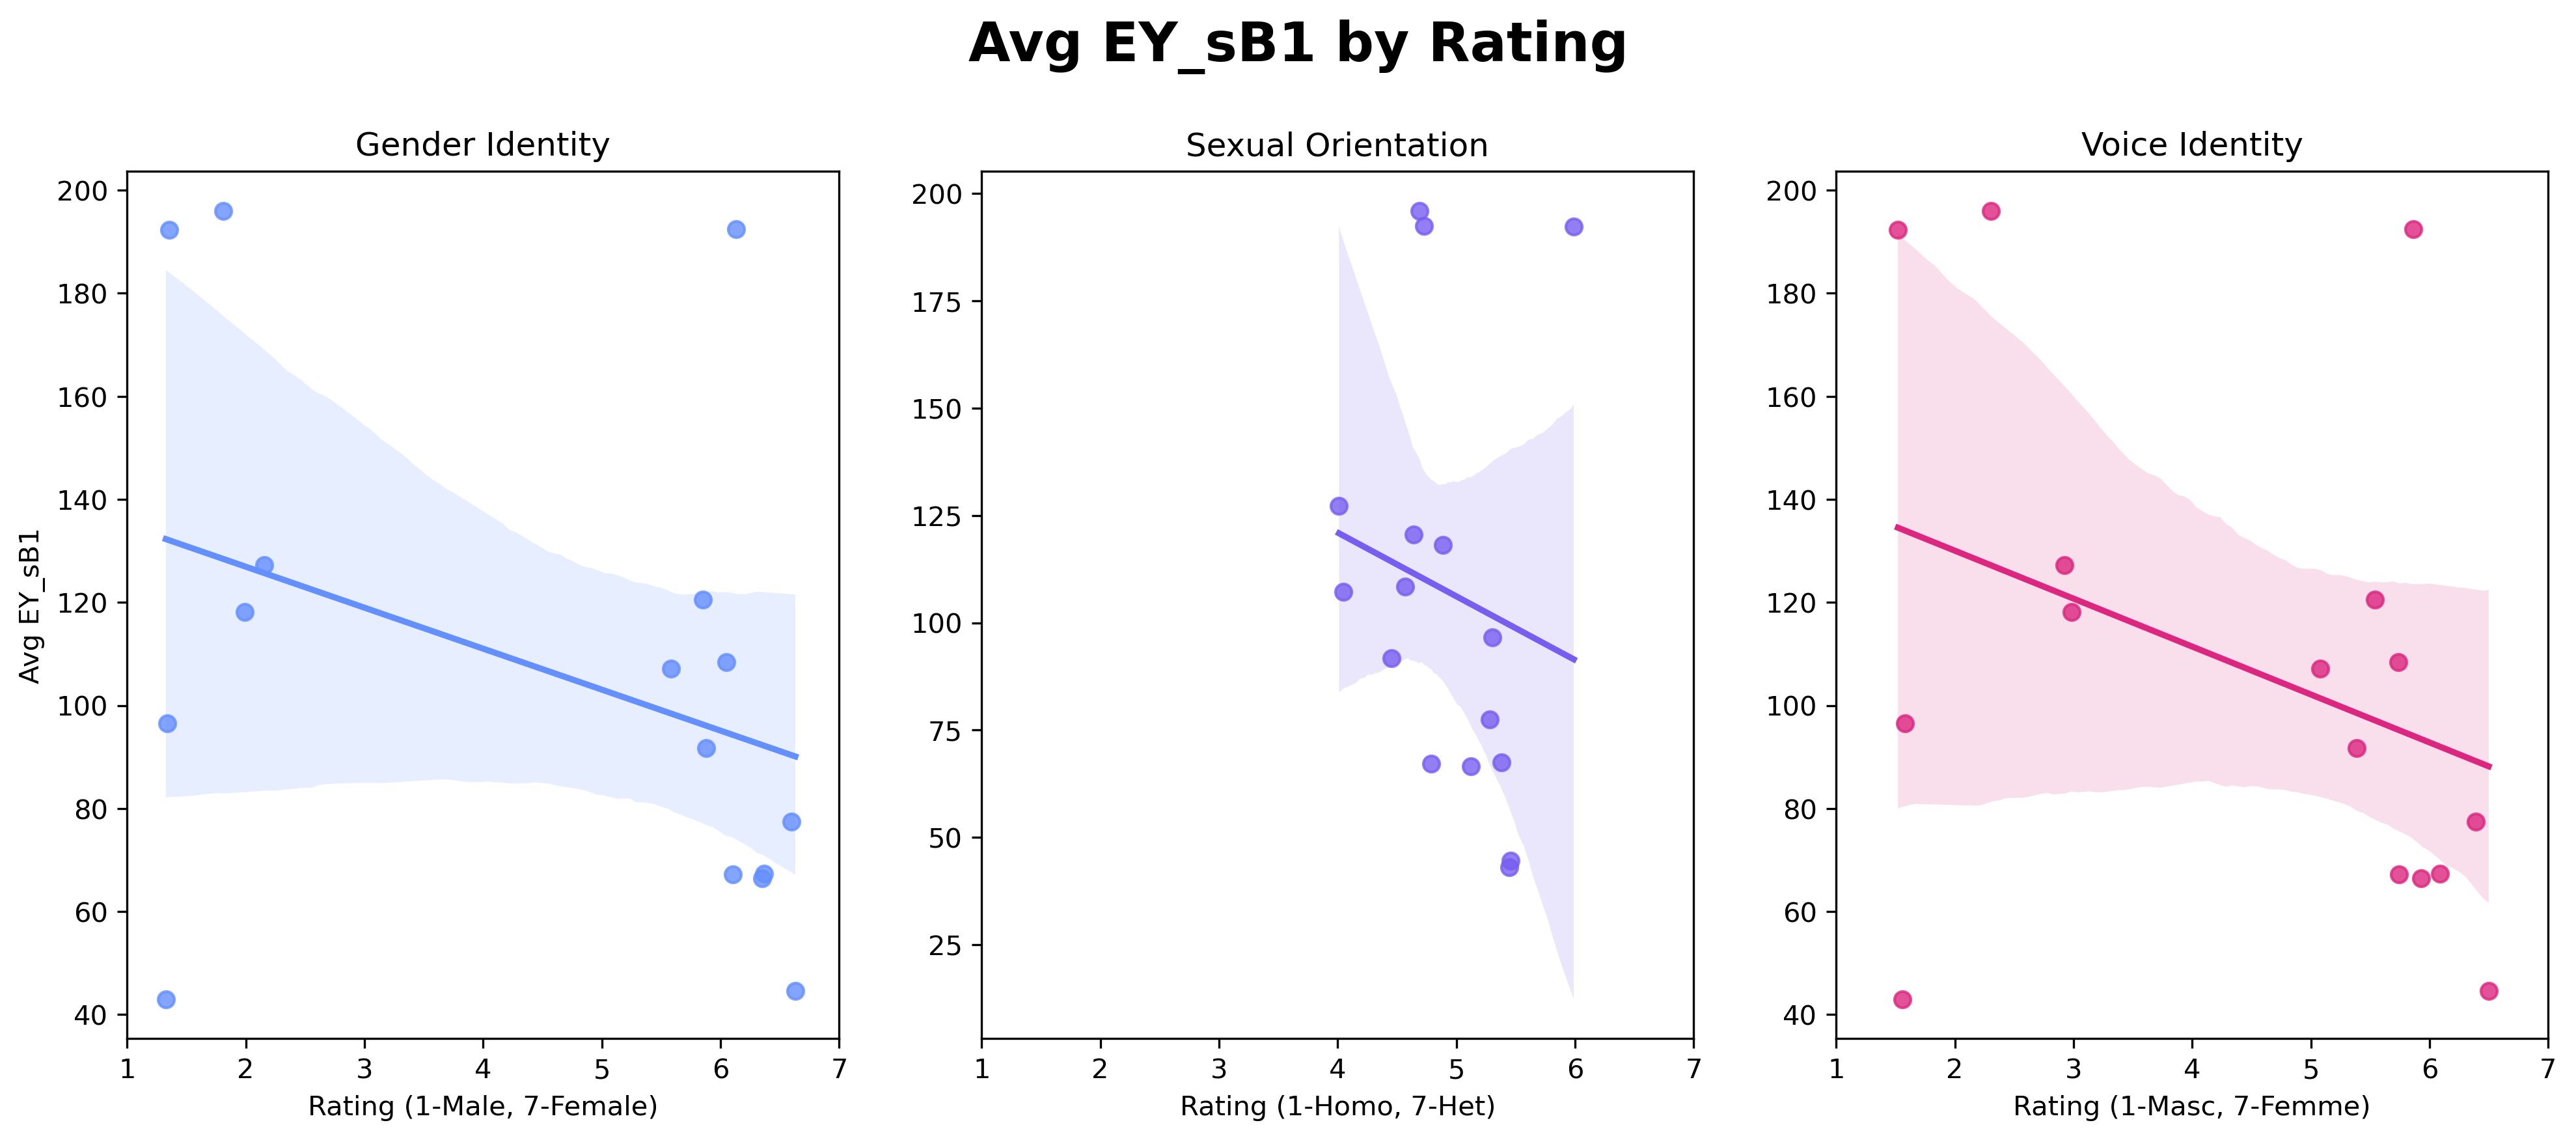 Avg EY_sB1 by Rating
Gender Identity
Sexual Orientation
Voice Identity
Avg EY_sB1
200
180
160
140
120
100
80
60
40
1 2 3 4 5 6 7
Rating (1-Male, 7-Female)
200
175
150
125
100
75
50
25
1 2 3 4 5 6 7
Rating (1-Homo, 7-Het)
200
180
160
140
120
100
80
60
40
1 2 3 4 5 6 7
Rating (1-Masc, 7-Femme)